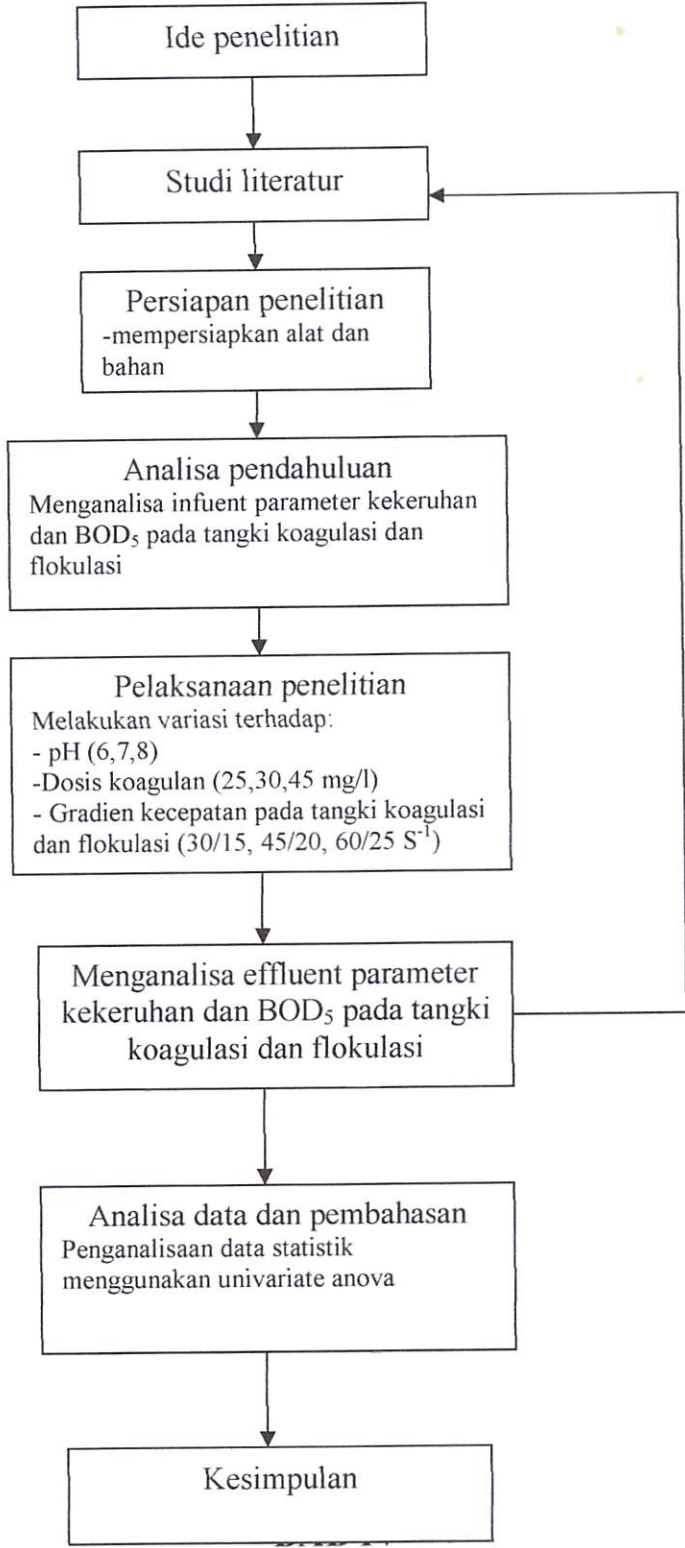 Ide penelitian
Studi literatur
Persiapan penelitian
-mempersiapkan alat dan
bahan
Analisa pendahuluan
Menganalisa infuent parameter kekeruhan
dan BOD₅ pada tangki koagulasi dan
flokulasi
Pelaksanaan penelitian
Melakukan variasi terhadap:
- pH (6,7,8)
-Dosis koagulan (25,30,45 mg/l)
- Gradien kecepatan pada tangki koagulasi
dan flokulasi (30/15, 45/20, 60/25 S⁻¹)
Menganalisa effluent parameter
kekeruhan dan BOD₅ pada tangki
koagulasi dan flokulasi
Analisa data dan pembahasan
Penganalisaan data statistik
menggunakan univariate anova
Kesimpulan